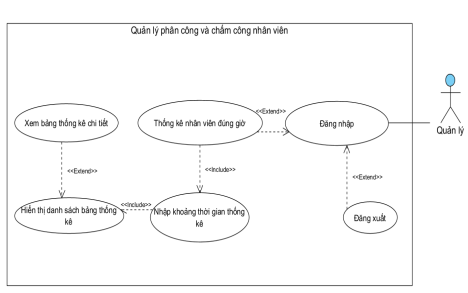 Quản lý phân công và chấm công nhân viên
Xem bảng thống kê chi tiết
Thống kê nhân viên đúng giờ
<<Extend>>
Đăng nhập
Quản lý
<<Extend>>
<<Include>>
<<Extend>>
Hiển thị danh sách bảng thống
kê
<<Include>>
Nhập khoảng thời gian thống
kê
Đăng xuất